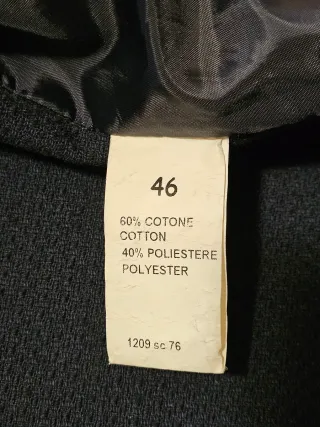 46
60% COTONE
COTTON
40% POLIESTERE
POLYESTER
1209 sc.76